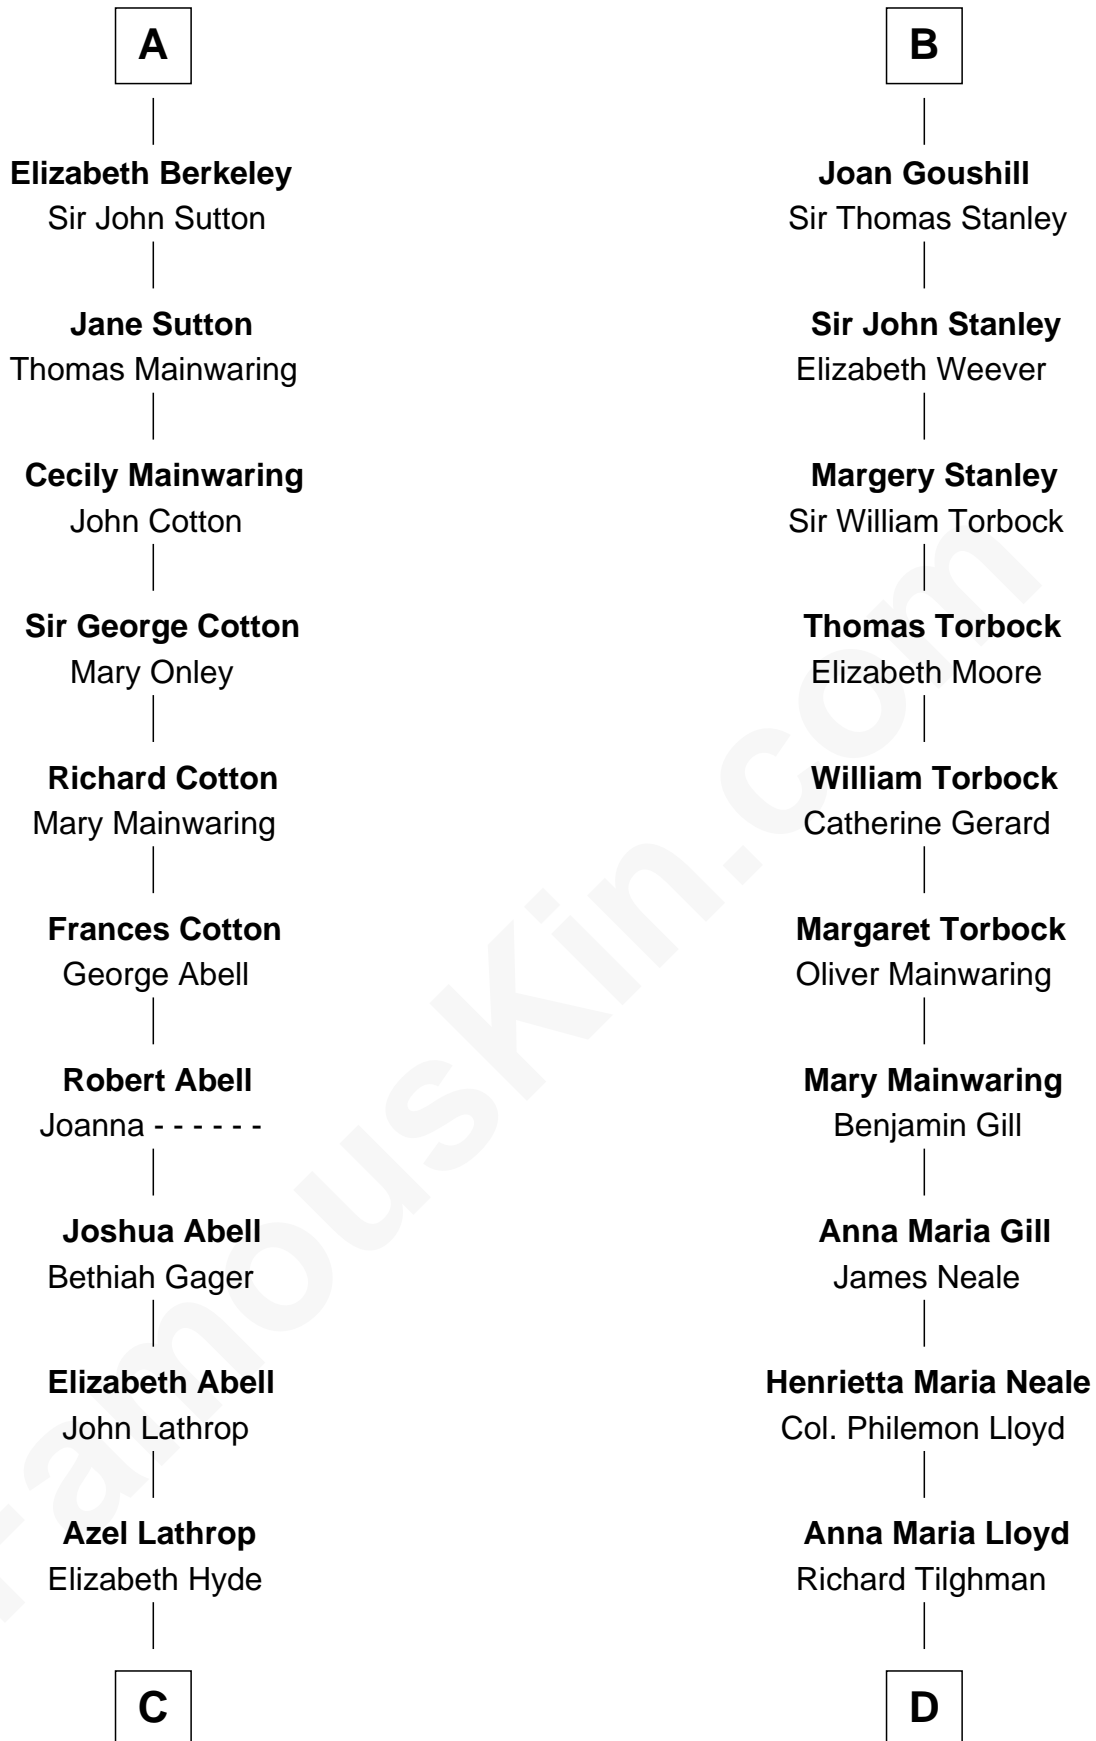 A
Elizabeth Berkeley
Sir John Sutton
Jane Sutton
Thomas Mainwaring
Cecily Mainwaring
John Cotton
Sir George Cotton
Mary Onley
Richard Cotton
Mary Mainwaring
Frances Cotton
George Abell
Robert Abell
Joanna - - - - - -
Joshua Abell
Bethiah Gager
Elizabeth Abell
John Lathrop
Azel Lathrop
Elizabeth Hyde
C
B
Joan Goushill
Sir Thomas Stanley
Sir John Stanley
Elizabeth Weever
Margery Stanley
Sir William Torbock
Thomas Torbock
Elizabeth Moore
William Torbock
Catherine Gerard
Margaret Torbock
Oliver Mainwaring
Mary Mainwaring
Benjamin Gill
Anna Maria Gill
James Neale
Henrietta Maria Neale
Col. Philemon Lloyd
Anna Maria Lloyd
Richard Tilghman
D
FamousKin.com